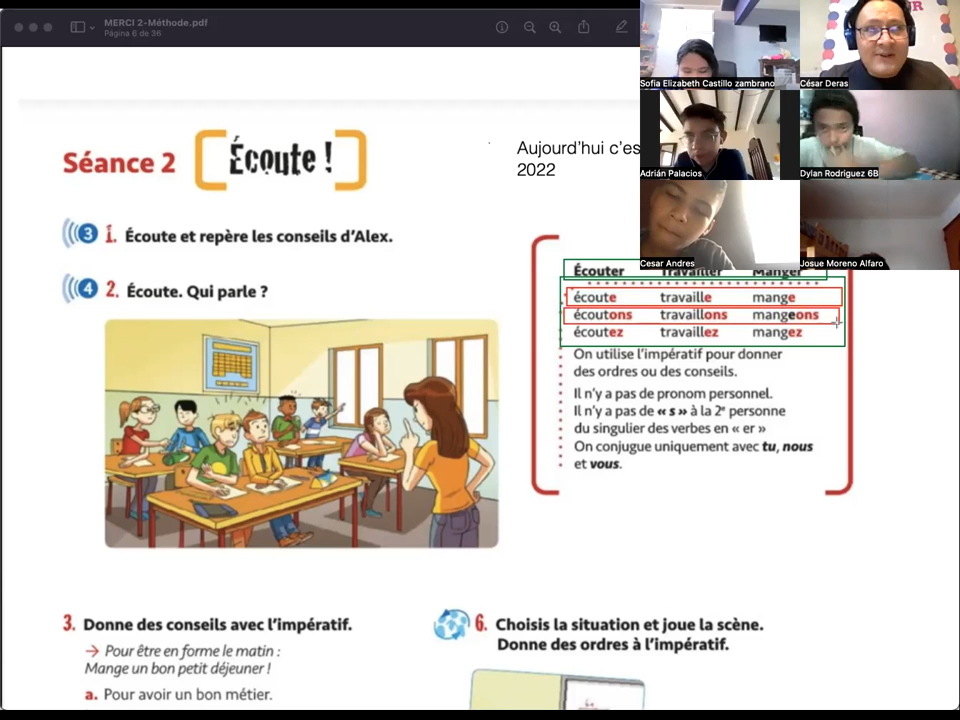 MERCI 2-Méthode.pdf
Página 6 de 36
Sofia Elizabeth Castillo zambrano
César Deras
Adrián Palacios
Dylan Rodriguez 6B
Cesar Andres
Josue Moreno Alfaro
Séance 2
Écoute !
Aujourd'hui c'es
2022
3 1. Écoute et repère les conseils d'Alex.
4 2. Écoute. Qui parle ?
Écouter Travailler Manger
écoute travaille mange
écoutons travaillons mangeons
écoutez travaillez mangez
On utilise l'impératif pour donner
des ordres ou des conseils.
Il n'y a pas de pronom personnel.
Il n'y a pas de « s » à la 2e personne
du singulier des verbes en « er »
On conjugue uniquement avec tu, nous
et vous.
3. Donne des conseils avec l'impératif.
→ Pour être en forme le matin :
Mange un bon petit déjeuner !
a. Pour avoir un bon métier.
6. Choisis la situation et joue la scène.
Donne des ordres à l'impératif.